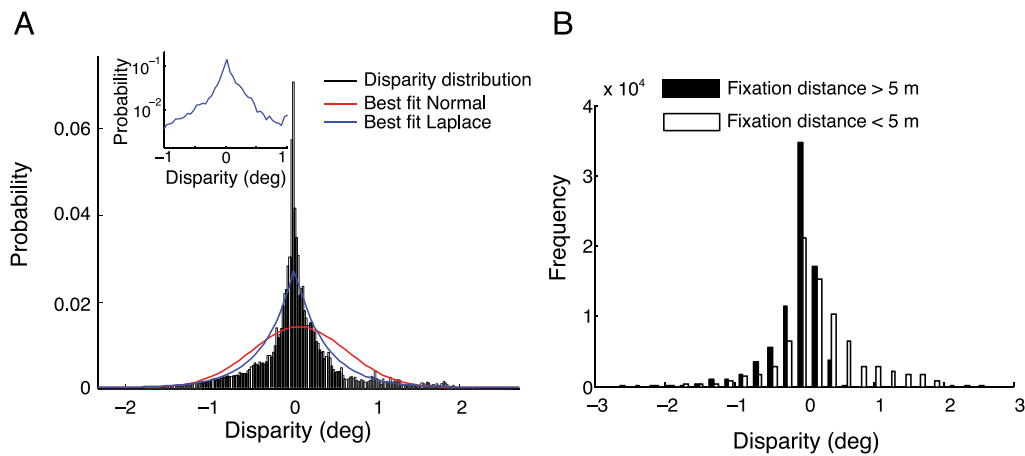 A
Probability
0.06
0.04
0.02
0
−2
−1
0
1
2
Disparity (deg)
Probability
10−1
10−2
−1
0
1
Disparity (deg)
Disparity distribution
Best fit Normal
Best fit Laplace
B
x 104
Fixation distance > 5 m
Fixation distance < 5 m
Frequency
4
3
2
1
0
−3
−2
−1
0
1
2
3
Disparity (deg)